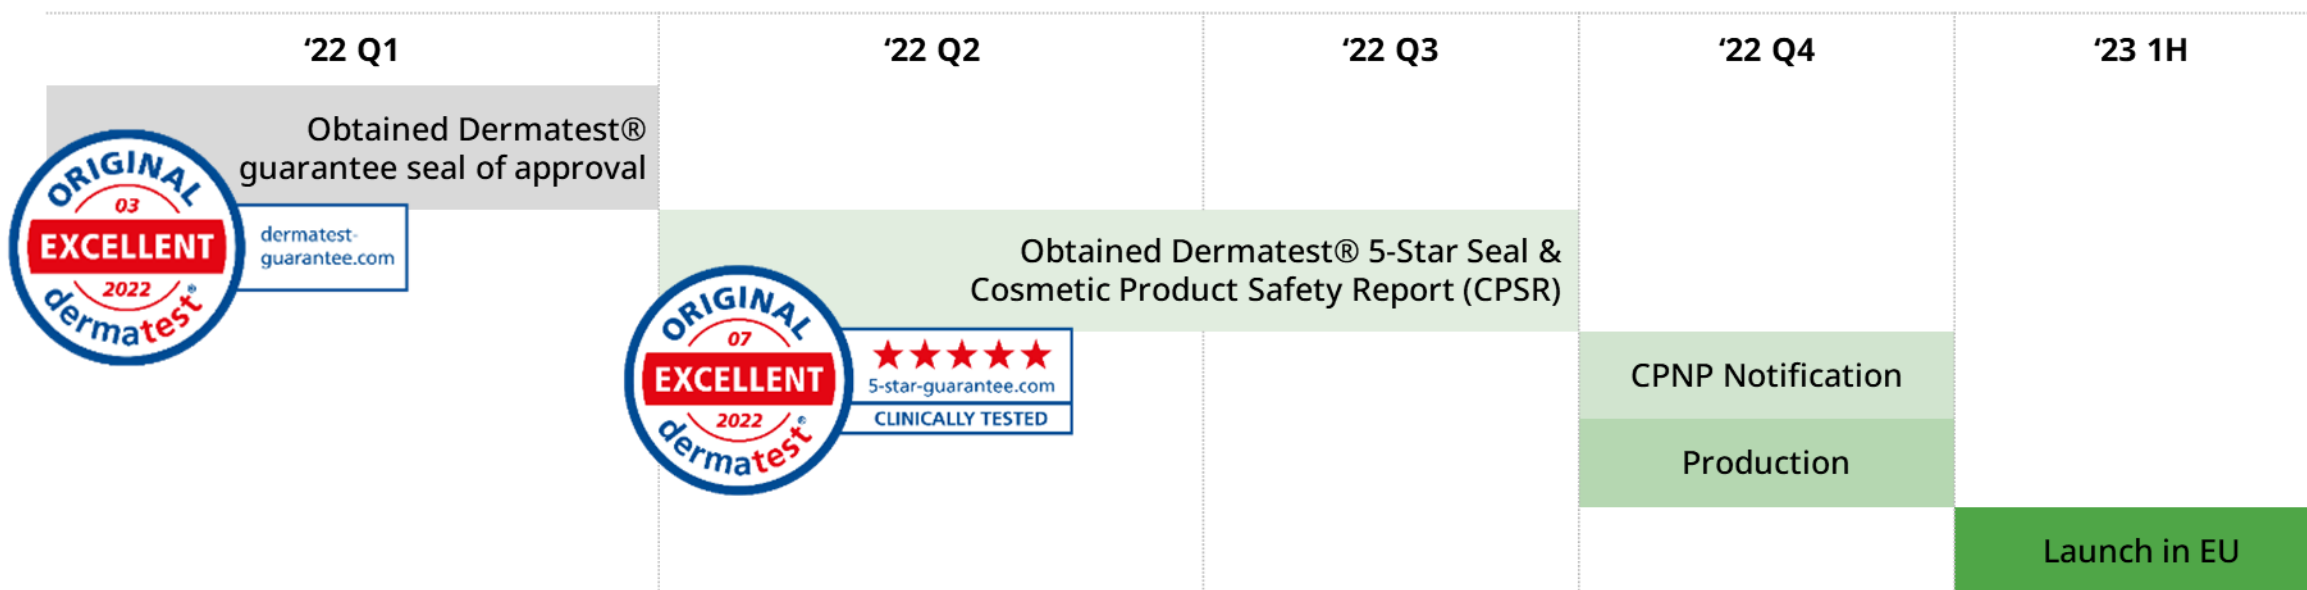 ‘22 Q1
‘22 Q2
‘22 Q3
‘22 Q4
‘23 1H
Obtained Dermatest®
guarantee seal of approval
ORIGINAL
03
EXCELLENT
2022
dermatest®
dermatest-
guarantee.com
Obtained Dermatest® 5-Star Seal &
Cosmetic Product Safety Report (CPSR)
ORIGINAL
07
EXCELLENT
2022
dermatest®
5-star-guarantee.com
CLINICALLY TESTED
CPNP Notification
Production
Launch in EU